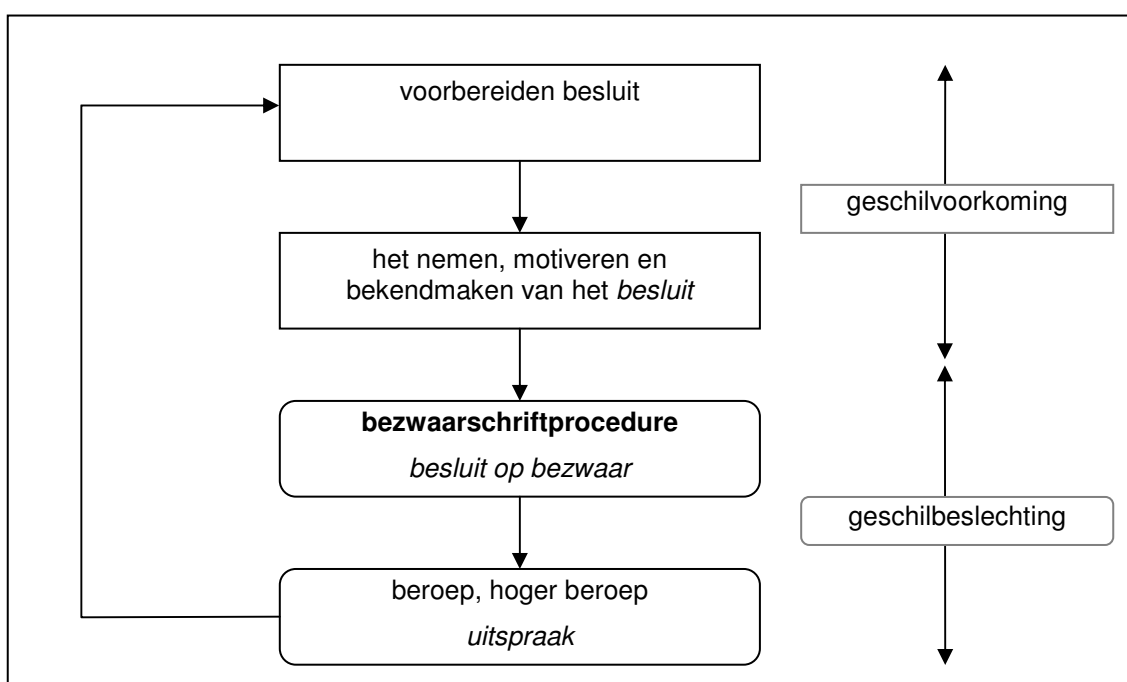 voorbereiden besluit
geschilvoorkoming
het nemen, motiveren en
bekendmaken van het besluit
bezwaarschriftprocedure
besluit op bezwaar
geschilbeslechting
beroep, hoger beroep
uitspraak